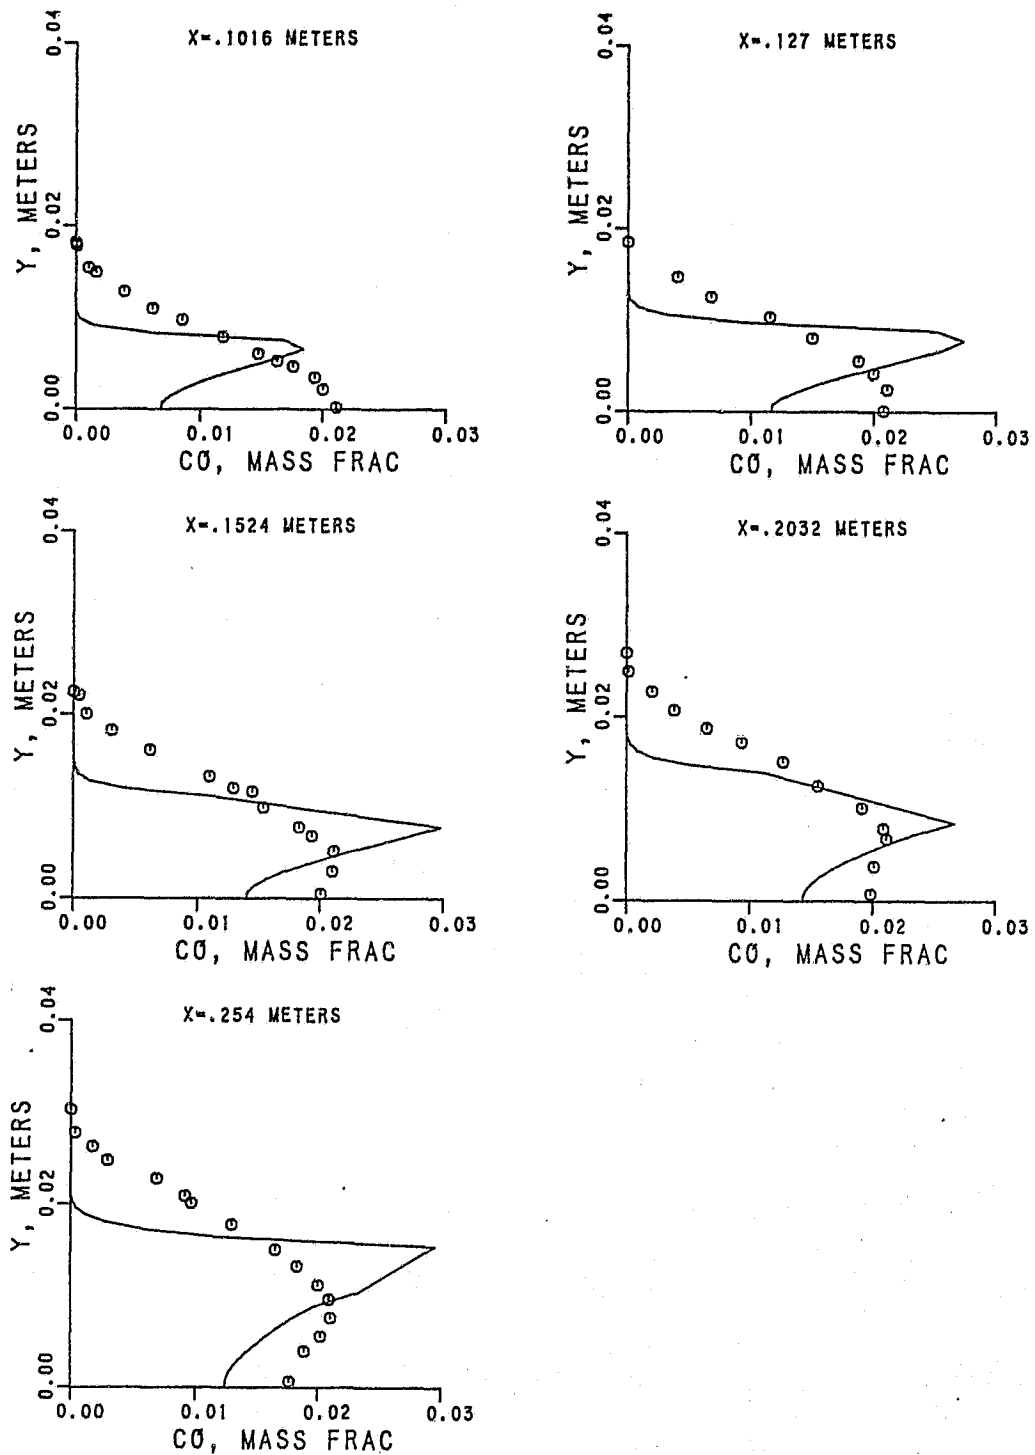 X=.1016 METERS
0.04
0.02
0.00
Y, METERS
0.00 0.01 0.02 0.03
CO, MASS FRAC
X=.127 METERS
0.04
0.02
0.00
Y, METERS
0.00 0.01 0.02 0.03
CO, MASS FRAC
X=.1524 METERS
0.04
0.02
0.00
Y, METERS
0.00 0.01 0.02 0.03
CO, MASS FRAC
X=.2032 METERS
0.04
0.02
0.00
Y, METERS
0.00 0.01 0.02 0.03
CO, MASS FRAC
X=.254 METERS
0.04
0.02
0.00
Y, METERS
0.00 0.01 0.02 0.03
CO, MASS FRAC